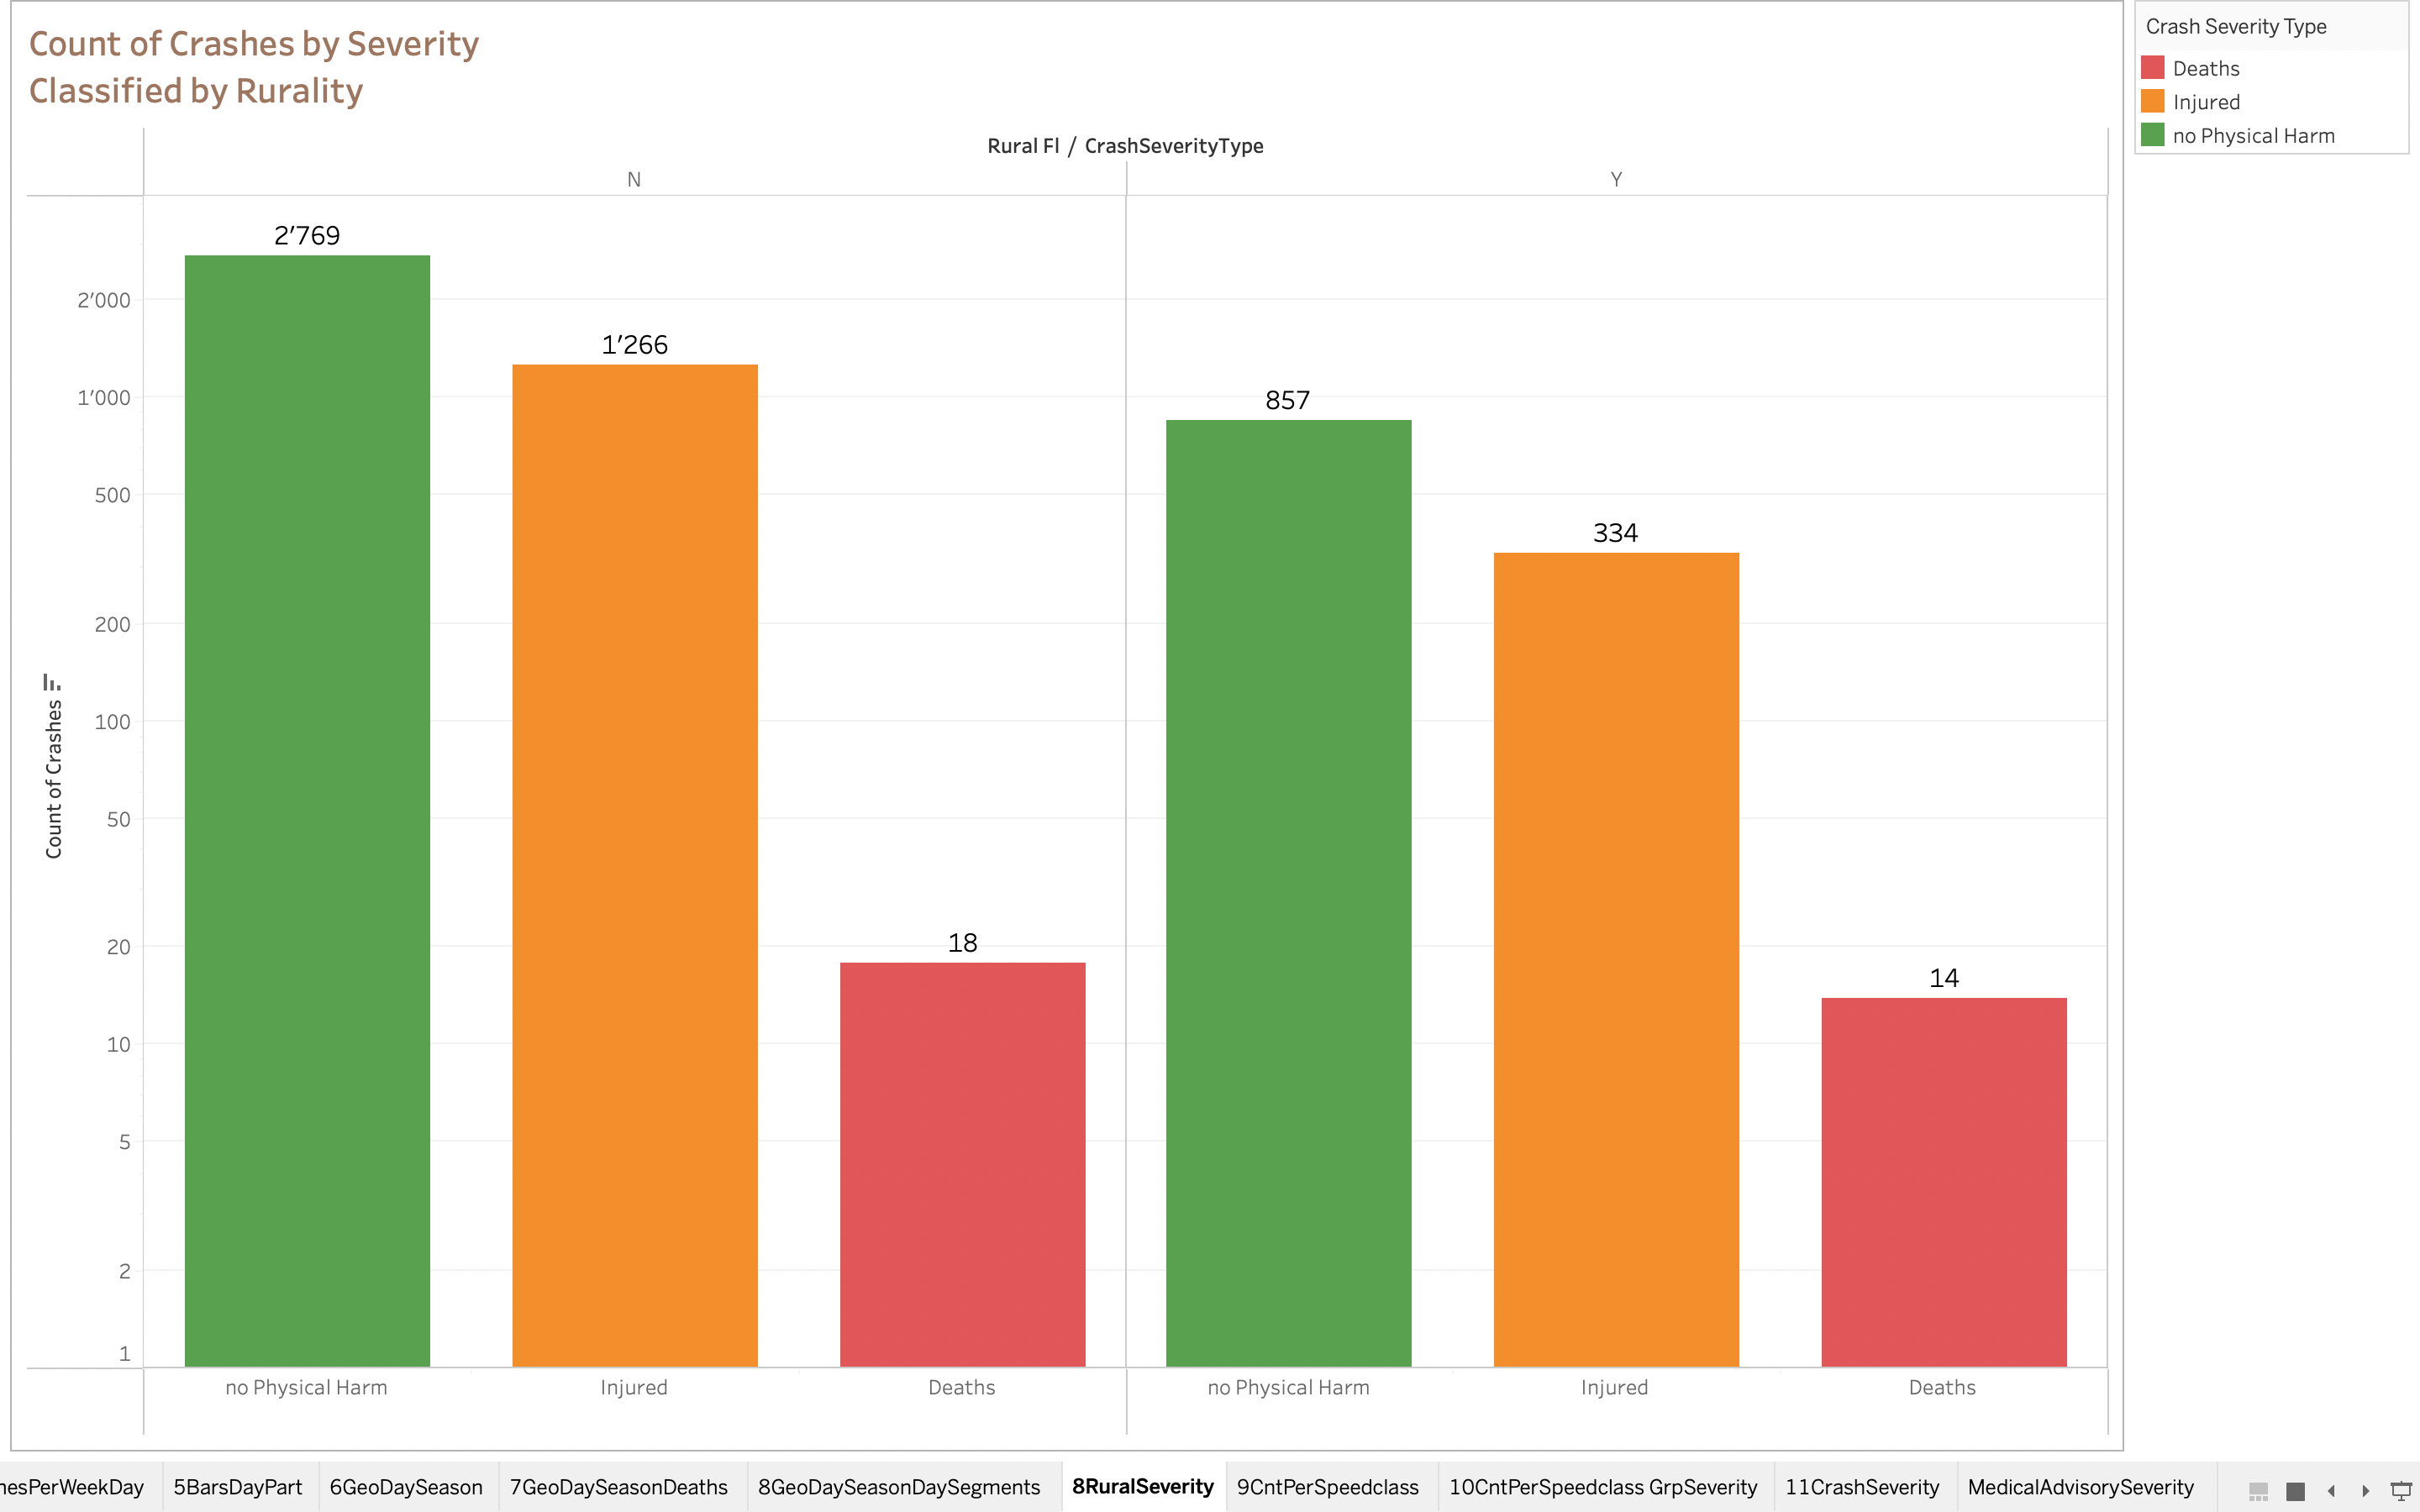 Count of Crashes by Severity
Classified by Rurality
Crash Severity Type
Deaths
Injured
no Physical Harm
Rural Fl / CrashSeverityType
N
Y
Count of Crashes
2’000
1’000
500
200
100
50
20
10
5
2
1
2’769
1’266
18
857
334
14
no Physical Harm
Injured
Deaths
no Physical Harm
Injured
Deaths
nesPerWeekDay
5BarsDayPart
6GeoDaySeason
7GeoDaySeasonDeaths
8GeoDaySeasonDaySegments
8RuralSeverity
9CntPerSpeedclass
10CntPerSpeedclass GrpSeverity
11CrashSeverity
MedicalAdvisorySeverity